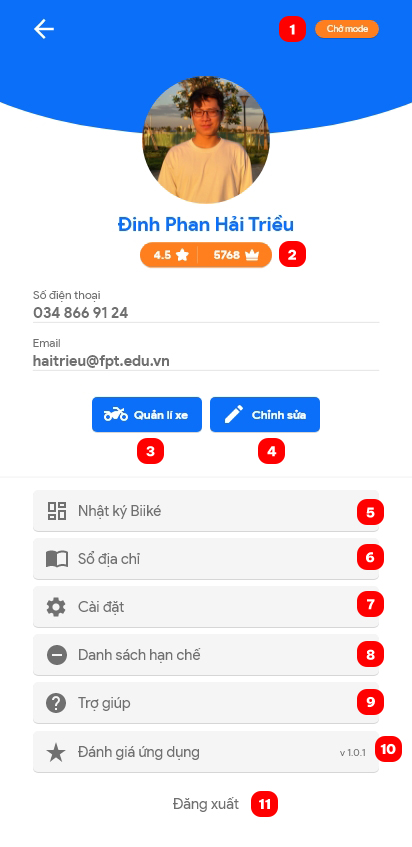 1 Chở mode
Đinh Phan Hải Triều
4.5 5768 2
Số điện thoại
034 866 91 24
Email
haitrieu@fpt.edu.vn
Quản lí xe Chỉnh sửa
3 4
Nhật ký Biiké 5
Sổ địa chỉ 6
Cài đặt 7
Danh sách hạn chế 8
Trợ giúp 9
Đánh giá ứng dụng v 1.0.1 10
Đăng xuất 11